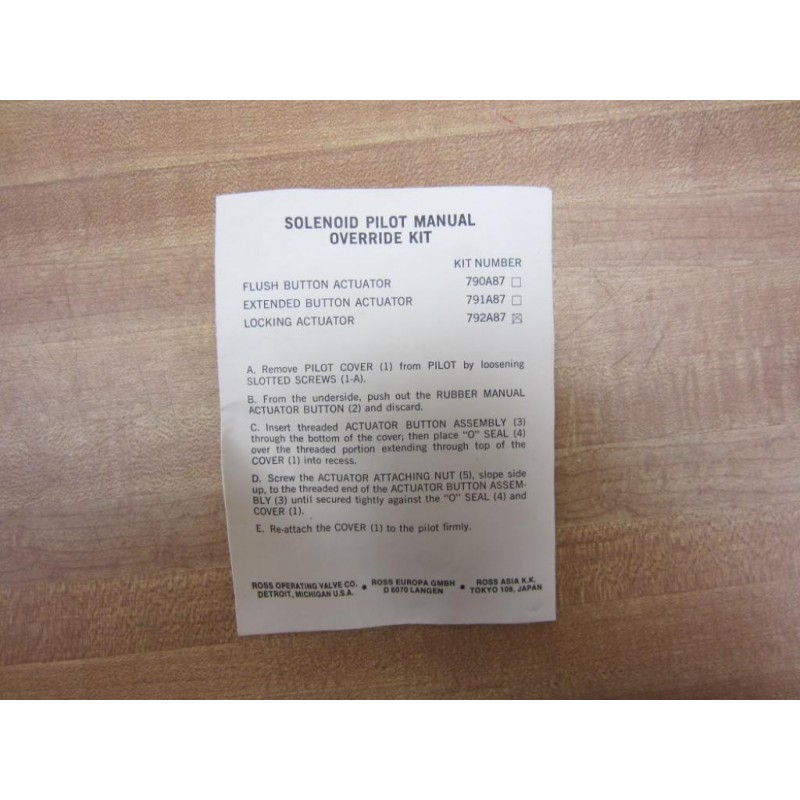 SOLENOID PILOT MANUAL
OVERRIDE KIT
KIT NUMBER
FLUSH BUTTON ACTUATOR 790A87 ☐
EXTENDED BUTTON ACTUATOR 791A87 ☐
LOCKING ACTUATOR 792A87 ☒
A. Remove PILOT COVER (1) from PILOT by loosening
SLOTTED SCREWS (1-A).
B. From the underside, push out the RUBBER MANUAL
ACTUATOR BUTTON (2) and discard.
C. Insert threaded ACTUATOR BUTTON ASSEMBLY (3)
through the bottom of the cover; then place "O" SEAL (4)
over the threaded portion extending through top of the
COVER (1) into recess.
D. Screw the ACTUATOR ATTACHING NUT (5), slope side
up, to the threaded end of the ACTUATOR BUTTON ASSEM-
BLY (3) until secured tightly against the "O" SEAL (4) and
COVER (1).
E. Re-attach the COVER (1) to the pilot firmly.
ROSS OPERATING VALVE CO. • ROSS EUROPA GMBH • ROSS ASIA K.K.
DETROIT, MICHIGAN U.S.A. D 6070 LANGEN TOKYO 108, JAPAN